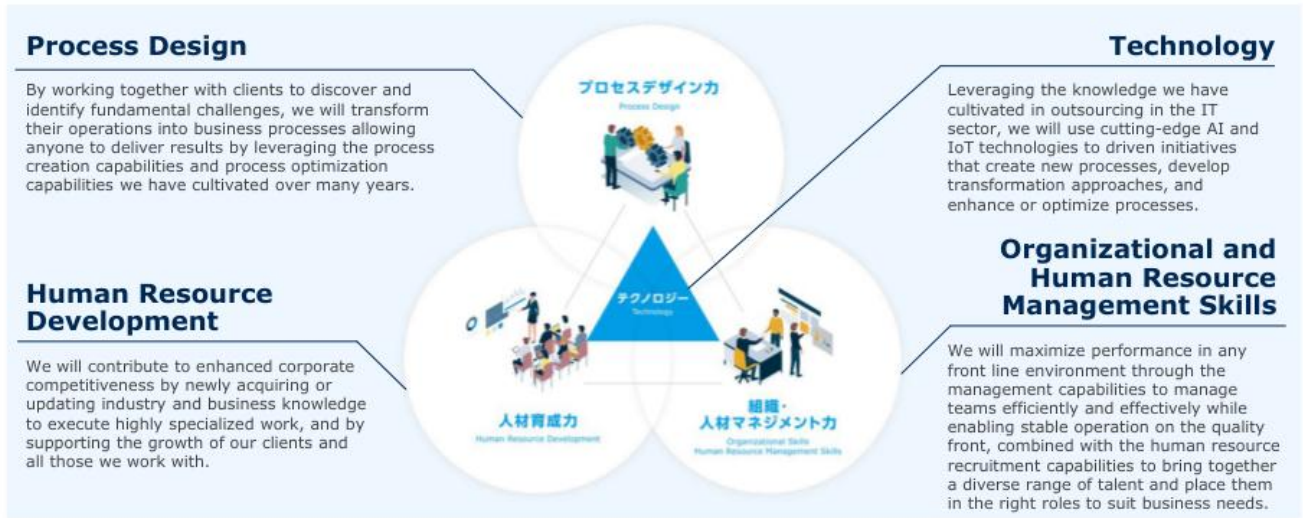 Process Design
By working together with clients to discover and
identify fundamental challenges, we will transform
their operations into business processes allowing
anyone to deliver results by leveraging the process
creation capabilities and process optimization
capabilities we have cultivated over many years.
プロセスデザイン力
Process Design
Technology
Leveraging the knowledge we have
cultivated in outsourcing in the IT
sector, we will use cutting-edge AI and
IoT technologies to driven initiatives
that create new processes, develop
transformation approaches, and
enhance or optimize processes.
テクノロジー
Technology
Human Resource
Development
We will contribute to enhanced corporate
competitiveness by newly acquiring or
updating industry and business knowledge
to execute highly specialized work, and by
supporting the growth of our clients and
all those we work with.
人材育成力
Human Resource Development
組織・
人材マネジメント力
Organizational Skills
Human Resource Management Skills
Organizational and
Human Resource
Management Skills
We will maximize performance in any
front line environment through the
management capabilities to manage
teams efficiently and effectively while
enabling stable operation on the quality
front, combined with the human resource
recruitment capabilities to bring together
a diverse range of talent and place them
in the right roles to suit business needs.